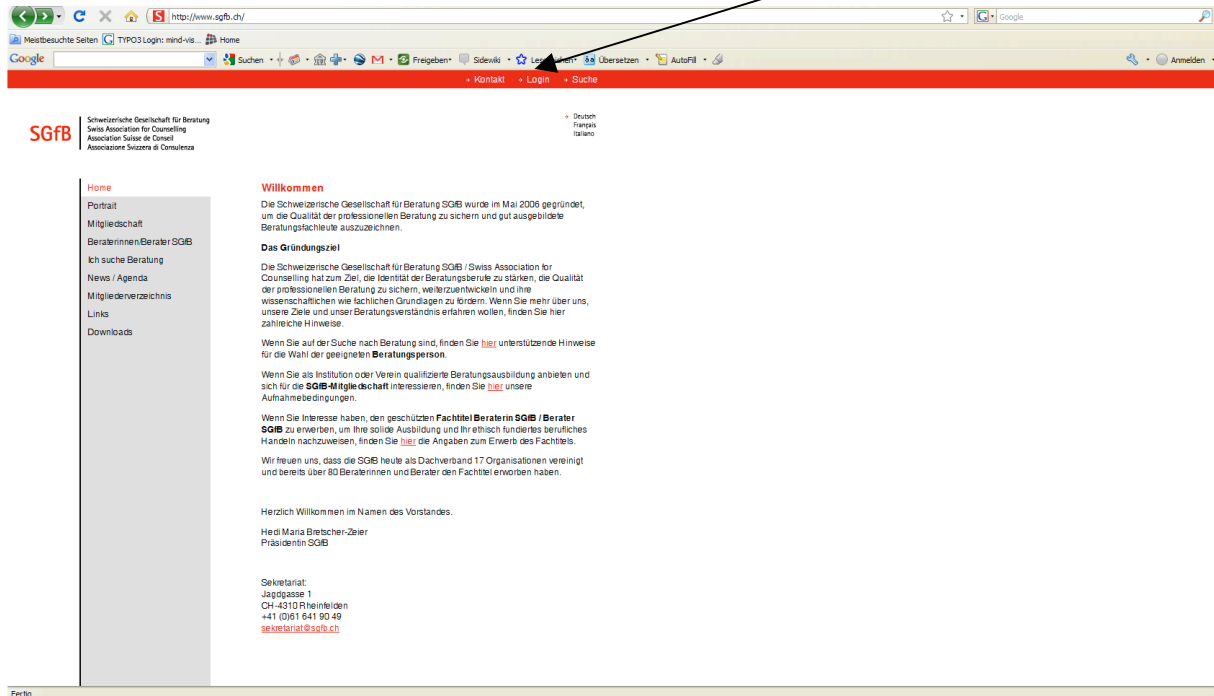 http://www.sgfb.ch/
Google
Meistbesuchte Seiten TYPO3 Login: mind-vis... Home
Google Suchen Freigeben Sidewiki Übersetzen AutoFill Anmelden
Kontakt Login Suche
SGfB
Schweizerische Gesellschaft für Beratung
Swiss Association for Counselling
Association Suisse de Conseil
Associazione Svizzera di Consulenza
Deutsch
Français
Italiano
Home
Portrait
Mitgliedschaft
Beraterinnen/Berater SGfB
Ich suche Beratung
News / Agenda
Mitgliederverzeichnis
Links
Downloads
Willkommen
Die Schweizerische Gesellschaft für Beratung SGfB wurde im Mai 2006 gegründet,
um die Qualität der professionellen Beratung zu sichern und gut ausgebildete
Beratungsfachleute auszuzeichnen.
Das Gründungsziel
Die Schweizerische Gesellschaft für Beratung SGfB / Swiss Association for
Counselling hat zum Ziel, die Identität der Beratungsberufe zu stärken, die Qualität
der professionellen Beratung zu sichern, weiterzuentwickeln und ihre
wissenschaftlichen wie fachlichen Grundlagen zu fördern. Wenn Sie mehr über uns,
unsere Ziele und unser Beratungsverständnis erfahren wollen, finden Sie hier
zahlreiche Hinweise.
Wenn Sie auf der Suche nach Beratung sind, finden Sie hier unterstützende Hinweise
für die Wahl der geeigneten Beratungsperson.
Wenn Sie als Institution oder Verein qualifizierte Beratungsausbildung anbieten und
sich für die SGfB-Mitgliedschaft interessieren, finden Sie hier unsere
Aufnahmebedingungen.
Wenn Sie Interesse haben, den geschützten Fachtitel Beraterin SGfB / Berater
SGfB zu erwerben, um Ihre solide Ausbildung und Ihr ethisch fundiertes berufliches
Handeln nachzuweisen, finden Sie hier die Angaben zum Erwerb des Fachtitels.
Wir freuen uns, dass die SGfB heute als Dachverband 17 Organisationen vereinigt
und bereits über 80 Beraterinnen und Berater den Fachtitel erworben haben.
Herzlich Willkommen im Namen des Vorstandes.
Hedi Maria Bretscher-Zeier
Präsidentin SGfB
Sekretariat:
Jagdgasse 1
CH-4310 Rheinfelden
+41 (0)61 641 90 49
sekretariat@sgfb.ch
Fertig